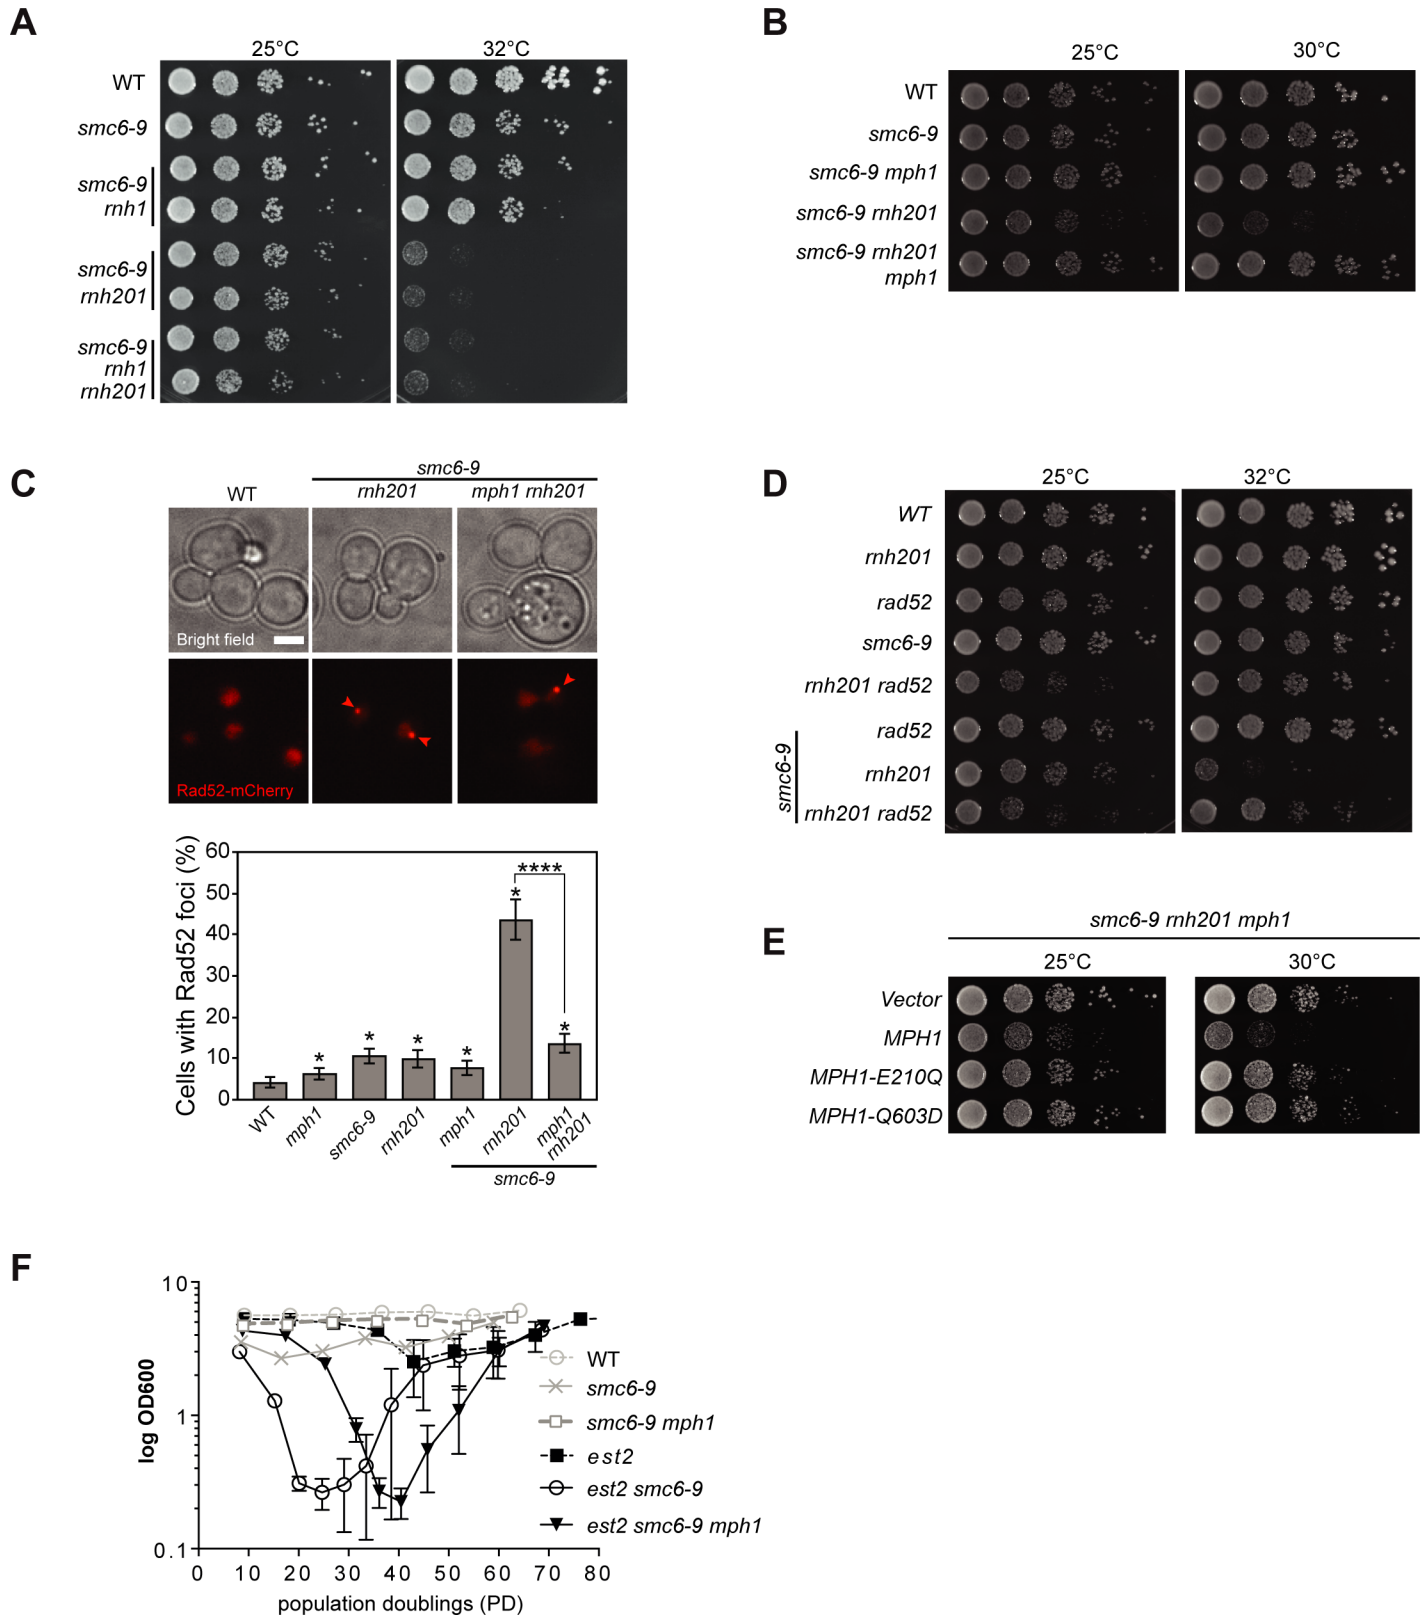 A
25°C
32°C
WT
smc6-9
smc6-9
rnh1
smc6-9
rnh201
smc6-9
rnh1
rnh201
B
25°C
30°C
WT
smc6-9
smc6-9 mph1
smc6-9 rnh201
smc6-9 rnh201
mph1
C
smc6-9
WT
rnh201
mph1 rnh201
Bright field
Rad52-mCherry
Cells with Rad52 foci (%)
60
50
40
30
20
10
0
****
*
*
*
*
*
*
WT
mph1
smc6-9
rnh201
mph1
rnh201
mph1
rnh201
smc6-9
D
25°C
32°C
WT
rnh201
rad52
smc6-9
rnh201 rad52
smc6-9
rad52
rnh201
rnh201 rad52
E
smc6-9 rnh201 mph1
25°C
30°C
Vector
MPH1
MPH1-E210Q
MPH1-Q603D
F
log OD600
10
1
0.1
0 10 20 30 40 50 60 70 80
population doublings (PD)
WT
smc6-9
smc6-9 mph1
est2
est2 smc6-9
est2 smc6-9 mph1